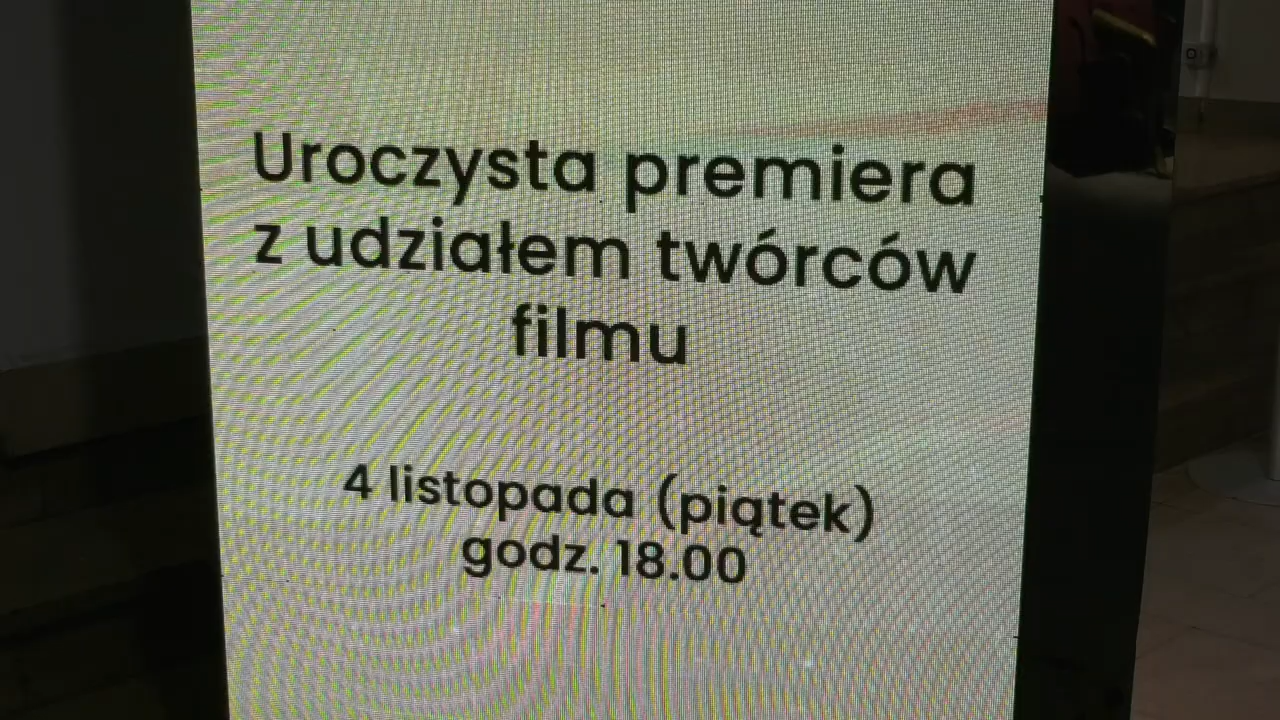 Uroczysta premiera
z udziałem twórców
filmu
4 listopada (piątek)
godz. 18.00